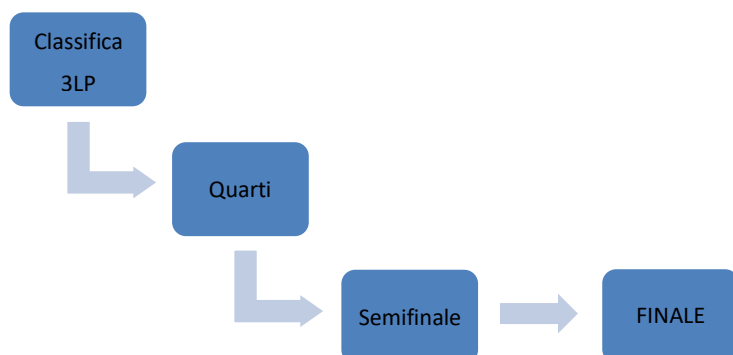 Classifica
3LP
Quarti
Semifinale
FINALE